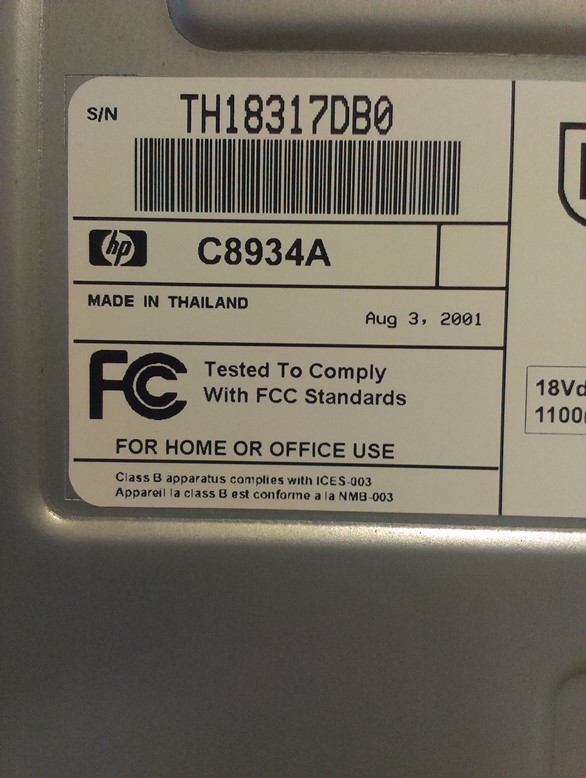 S/N TH18317DB0
hp C8934A
MADE IN THAILAND
Aug 3, 2001
FC Tested To Comply
With FCC Standards
FOR HOME OR OFFICE USE
Class B apparatus complies with ICES-003
Appareil la class B est conforme a la NMB-003
18Vd
1100